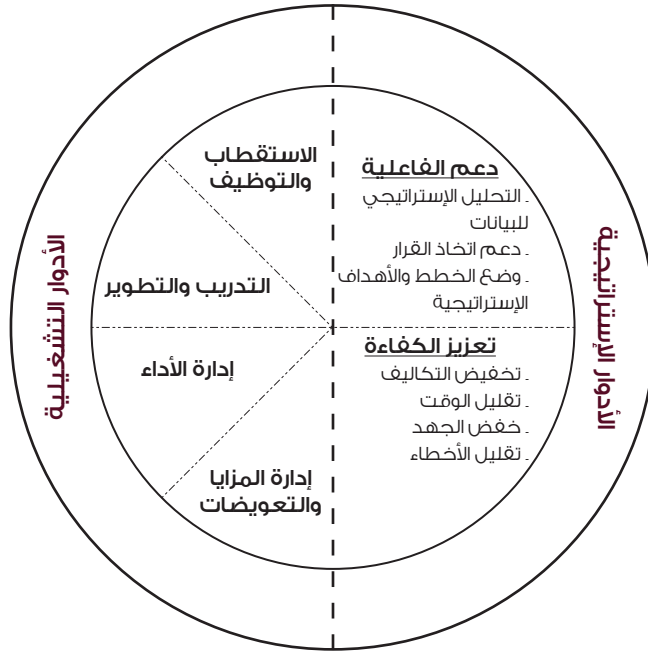 الأدوار الإستراتيجية
دعم الفاعلية
- التحليل الإستراتيجي
للبيانات
- دعم اتخاذ القرار
- وضع الخطط والأهداف
الإستراتيجية
تعزيز الكفاءة
- تخفيض التكاليف
- تقليل الوقت
- خفض الجهد
- تقليل الأخطاء
الاستقطاب
والتوظيف
التدريب والتطوير
إدارة الأداء
إدارة المزايا
والتعويضات
الأدوار التشغيلية